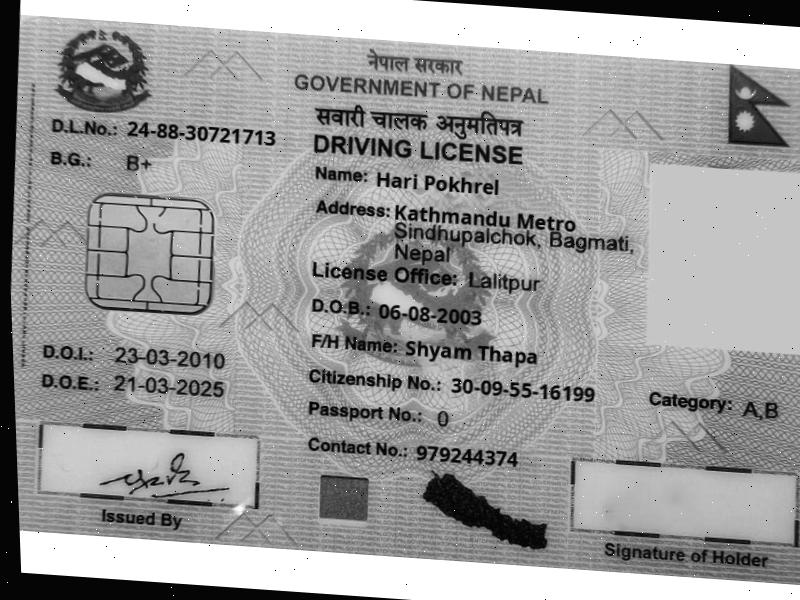 नेपाल सरकार
GOVERNMENT OF NEPAL
सवारी चालक अनुमतिपत्र
DRIVING LICENSE
D.L.No.: 24-88-30721713
B.G.: B+
Name: Hari Pokhrel
Address: Kathmandu Metro
Sindhupalchok, Bagmati,
Nepal
License Office: Lalitpur
D.O.B.: 06-08-2003
F/H Name: Shyam Thapa
D.O.I.: 23-03-2010
D.O.E.: 21-03-2025
Citizenship No.: 30-09-55-16199
Category: A,B
Passport No.: 0
Contact No.: 979244374
Issued By
Signature of Holder